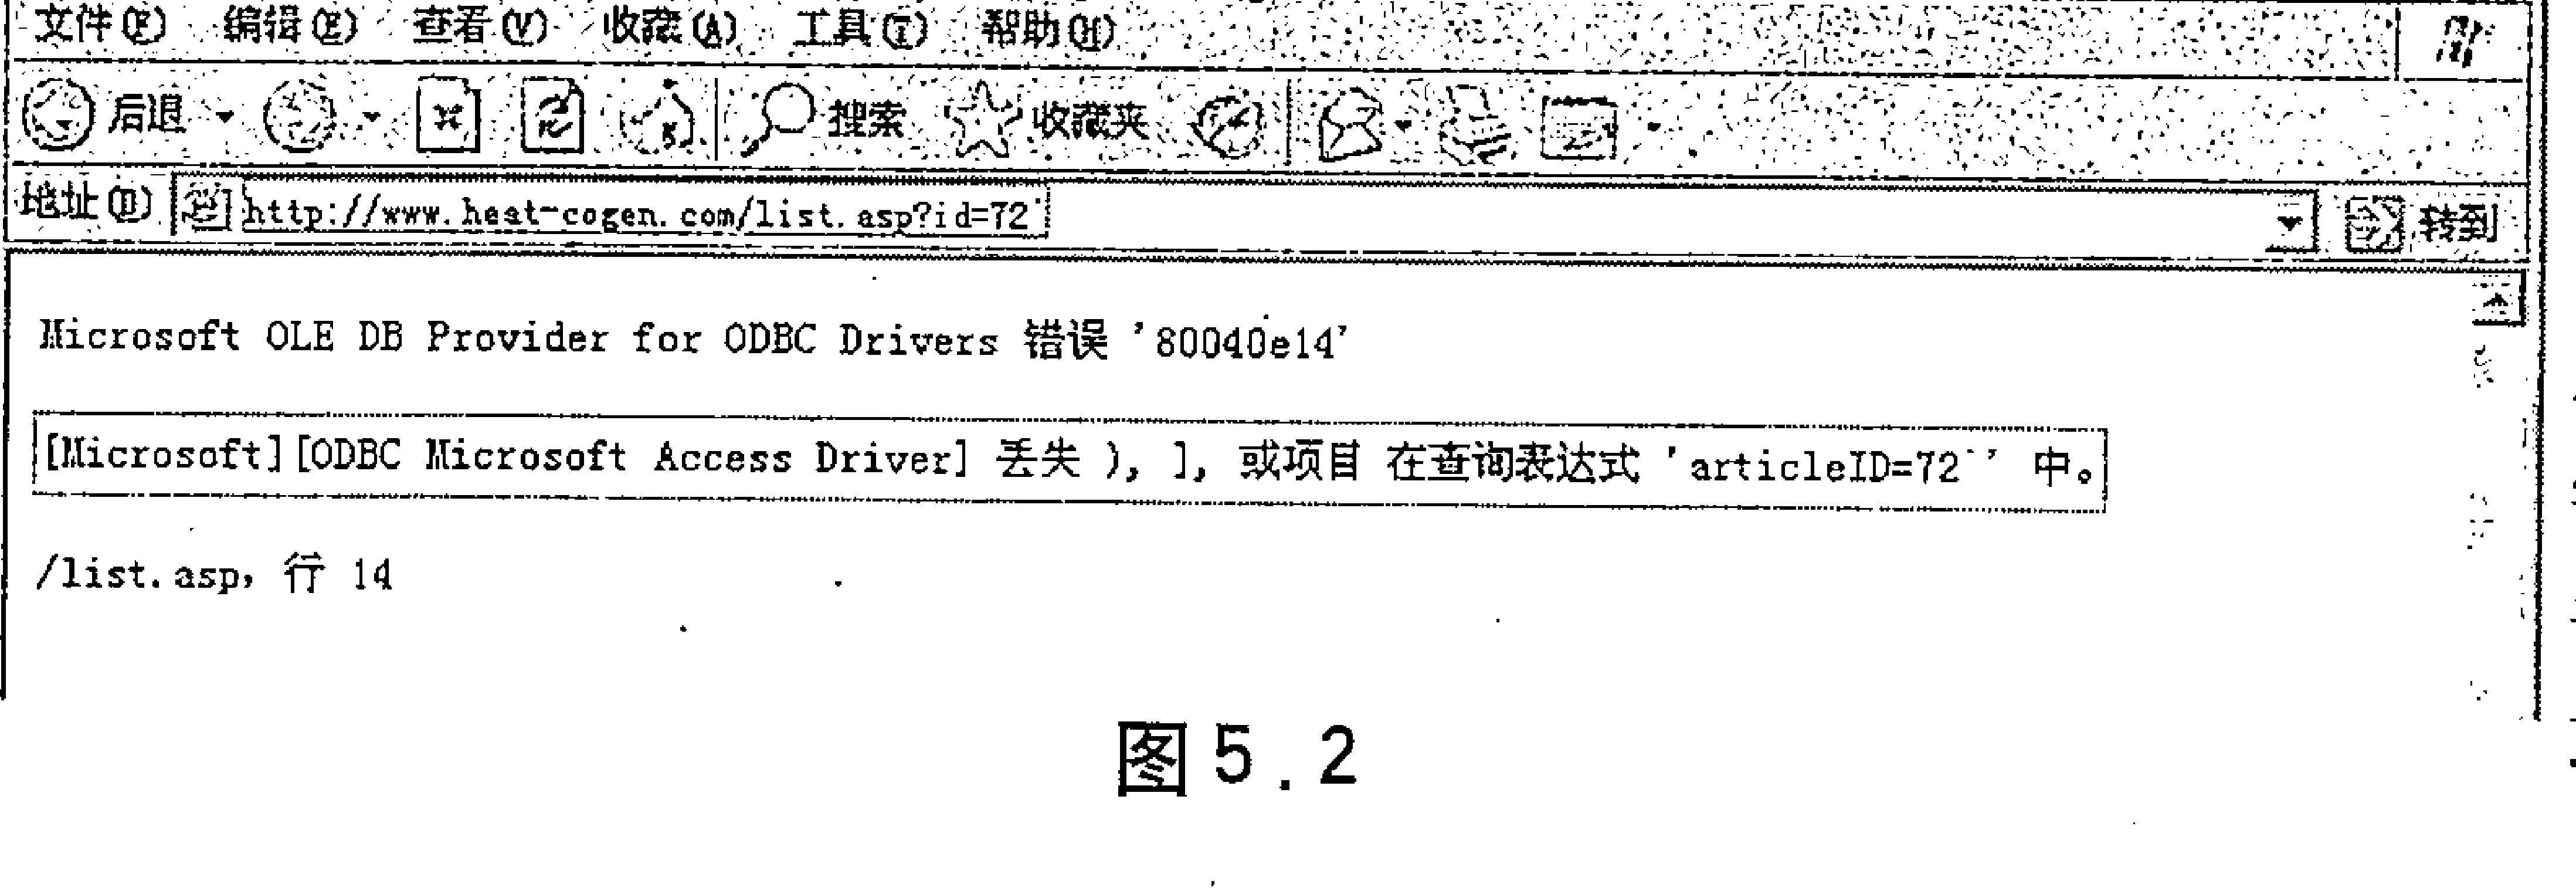 文件(F) 编辑(E) 查看(V) 收藏(A) 工具(T) 帮助(H)
后退 搜索 收藏夹
地址(D) http://www.heat-cogen.com/list.asp?id=72` 转到
Microsoft OLE DB Provider for ODBC Drivers 错误 '80040e14'
[Microsoft][ODBC Microsoft Access Driver] 丢失 ), ], 或项目 在查询表达式 'articleID=72`' 中。
/list.asp，行 14
图5.2